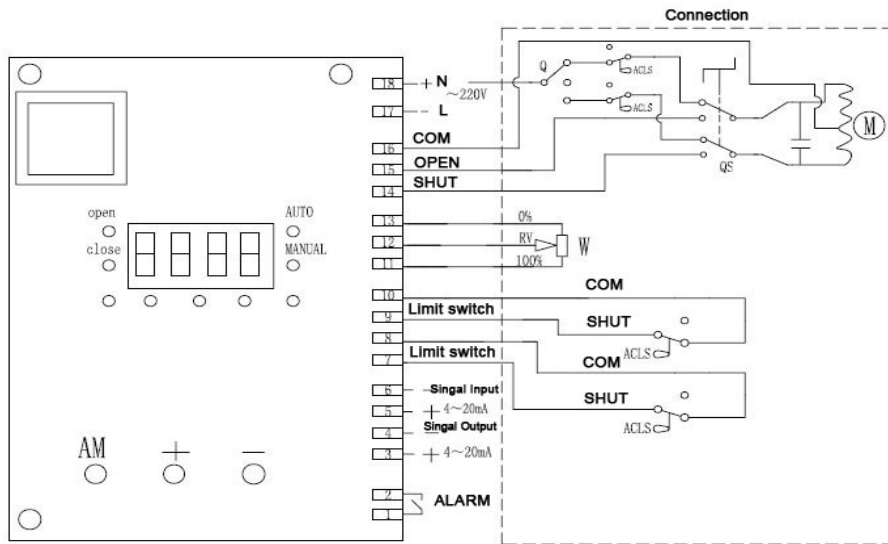 Connection
18 + N
~220V
17 - L
16 COM
15 OPEN
14 SHUT
Q
ACLS
ACLS
QS
M
open
close
AUTO
MANUAL
13 0%
12 RV
W
11 100%
10 COM
9 Limit switch
SHUT
ACLS
8 COM
7 Limit switch
SHUT
ACLS
6 - Singal Input
5 + 4~20mA
4 - Singal Output
3 + 4~20mA
AM + -
2
ALARM
1